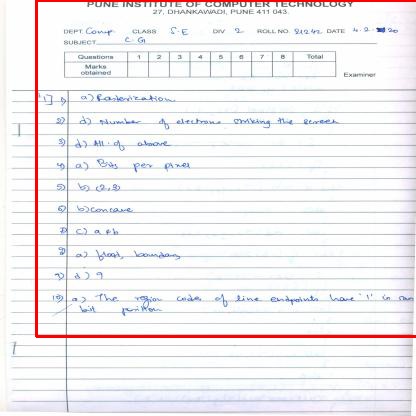 PUNE INSTITUTE OF COMPUTER TECHNOLOGY
27, DHANKAWADI, PUNE 411 043.
DEPT. Comp CLASS S.E DIV 2 ROLL NO. 21242 DATE 4.2.20
SUBJECT C.G
Questions 1 2 3 4 5 6 7 8 Total
Marks obtained
Examiner
1] 1) a) Rasterization
2) d) Number of electrons striking the screen
3) d) All of above
4) a) Bits per pixel
5) b) (2,2)
6) b) concave
7) c) a & b
8) a) flood, boundary
9) d) 9
10) a) The region codes of line endpoints have '1' in
bit position